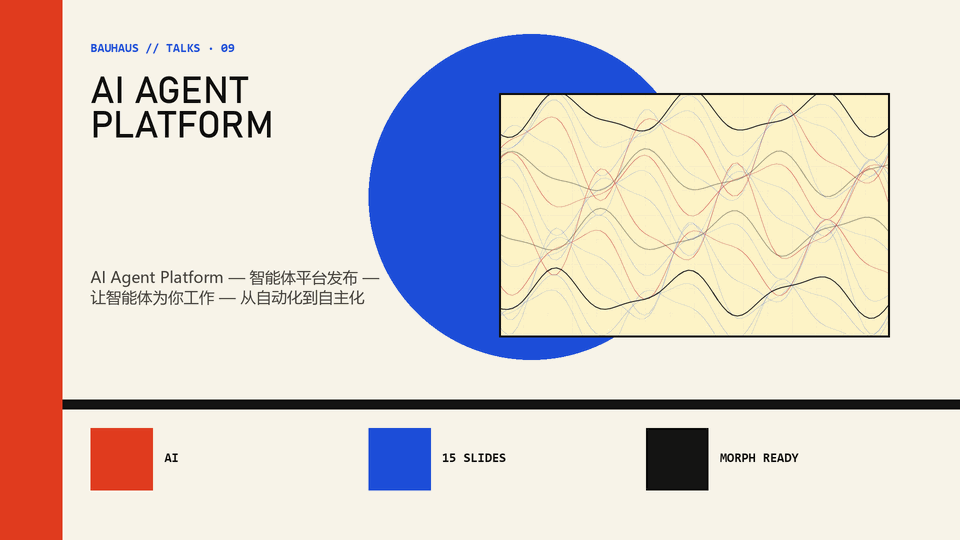 BAUHAUS // TALKS · 09
AI AGENT
PLATFORM
AI Agent Platform — 智能体平台发布 —
让智能体为你工作 — 从自动化到自主化
AI
15 SLIDES
MORPH READY